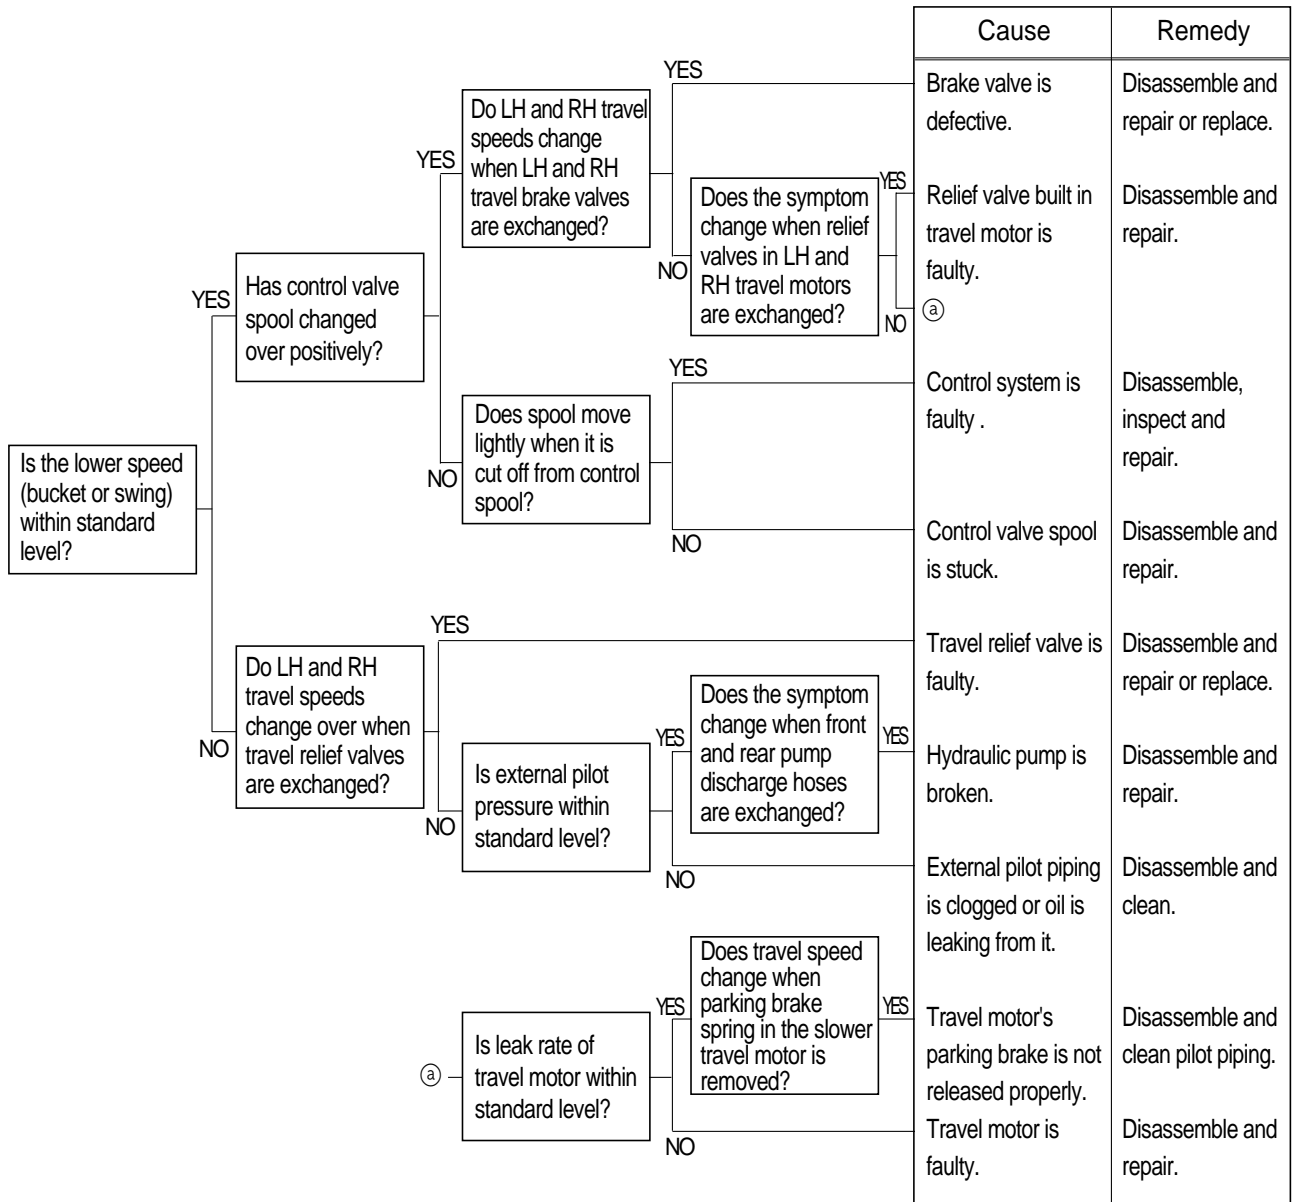 Cause
Remedy
Is the lower speed
(bucket or swing)
within standard
level?
YES
NO
Has control valve
spool changed
over positively?
YES
NO
Do LH and RH travel
speeds change
when LH and RH
travel brake valves
are exchanged?
YES
NO
Does the symptom
change when relief
valves in LH and
RH travel motors
are exchanged?
YES
NO
Brake valve is
defective.
Disassemble and
repair or replace.
Relief valve built in
travel motor is
faulty.
Disassemble and
repair.
ⓐ
Does spool move
lightly when it is
cut off from control
spool?
YES
NO
Control system is
faulty .
Disassemble,
inspect and
repair.
Control valve spool
is stuck.
Disassemble and
repair.
Do LH and RH
travel speeds
change over when
travel relief valves
are exchanged?
YES
NO
Travel relief valve is
faulty.
Disassemble and
repair or replace.
Is external pilot
pressure within
standard level?
YES
NO
Does the symptom
change when front
and rear pump
discharge hoses
are exchanged?
YES
Hydraulic pump is
broken.
Disassemble and
repair.
External pilot piping
is clogged or oil is
leaking from it.
Disassemble and
clean.
ⓐ
Is leak rate of
travel motor within
standard level?
YES
NO
Does travel speed
change when
parking brake
spring in the slower
travel motor is
removed?
YES
Travel motor's
parking brake is not
released properly.
Disassemble and
clean pilot piping.
Travel motor is
faulty.
Disassemble and
repair.